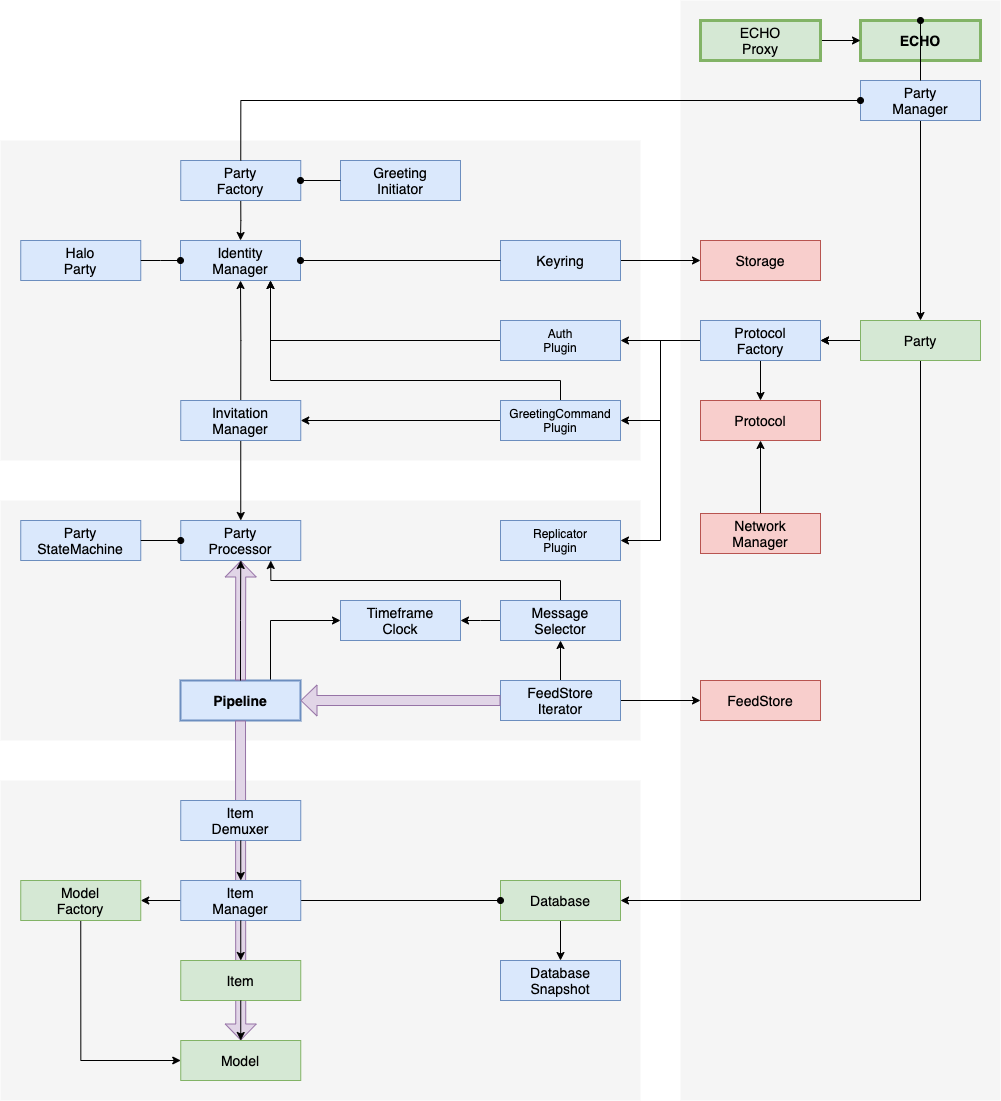 ECHO
Proxy
ECHO
Party
Manager
Party
Factory
Greeting
Initiator
Halo
Party
Identity
Manager
Keyring
Storage
Auth
Plugin
Protocol
Factory
Party
Invitation
Manager
GreetingCommand
Plugin
Protocol
Party
StateMachine
Party
Processor
Replicator
Plugin
Network
Manager
Timeframe
Clock
Message
Selector
Pipeline
FeedStore
Iterator
FeedStore
Item
Demuxer
Model
Factory
Item
Manager
Database
Item
Database
Snapshot
Model